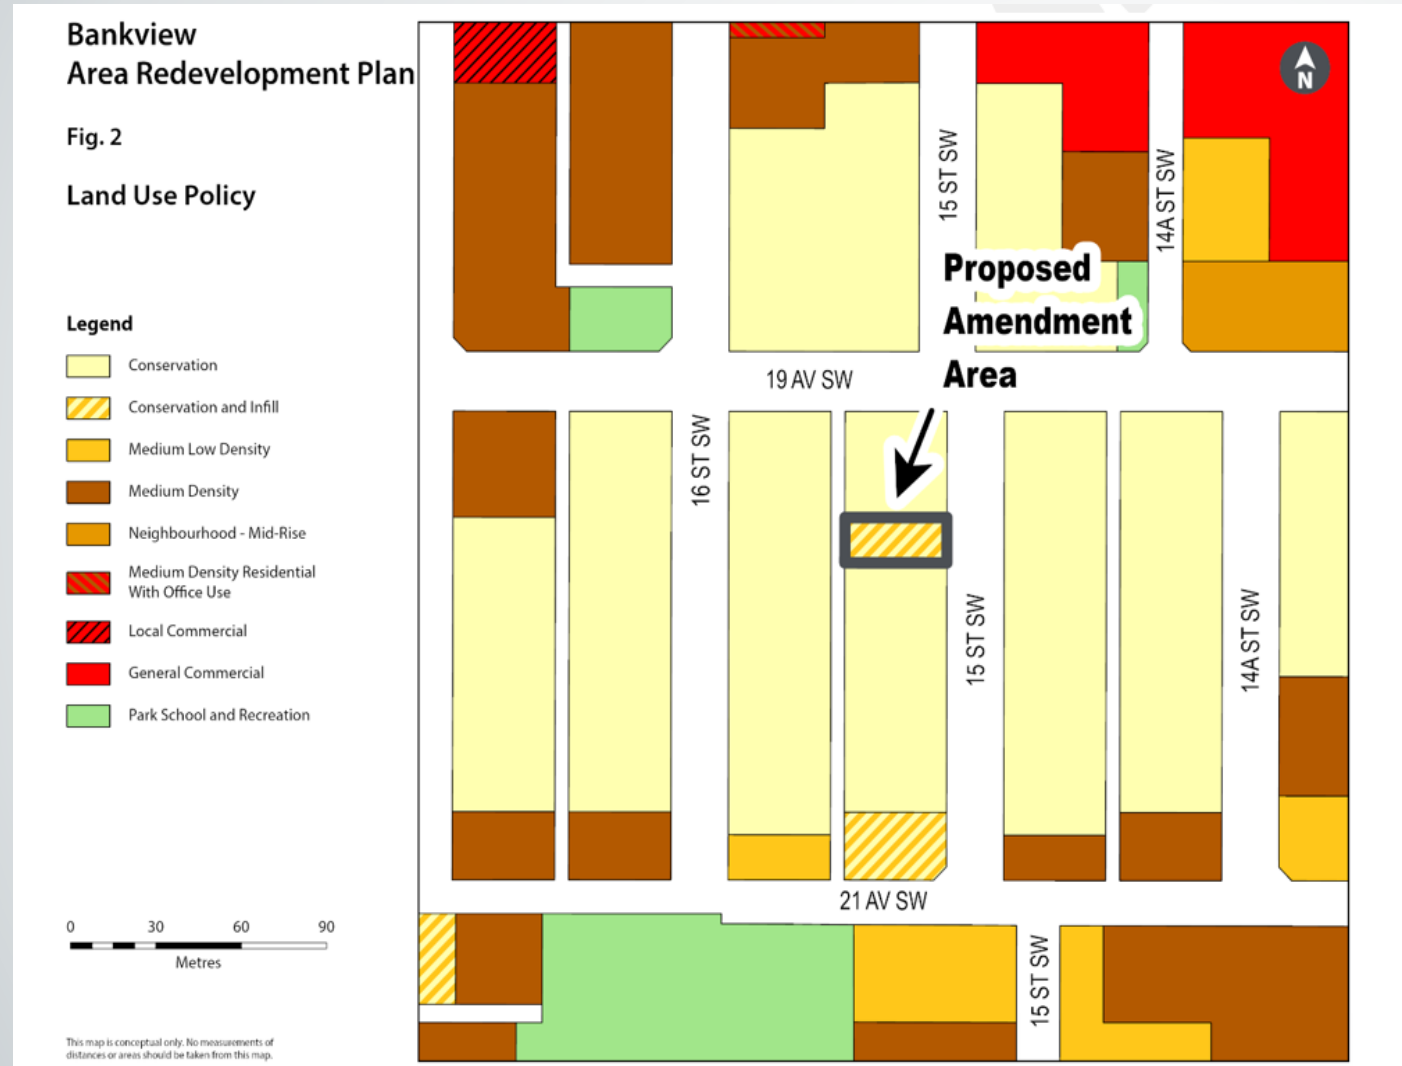 Bankview
Area Redevelopment Plan
Fig. 2
Land Use Policy
Legend
Conservation
Conservation and Infill
Medium Low Density
Medium Density
Neighbourhood - Mid-Rise
Medium Density Residential
With Office Use
Local Commercial
General Commercial
Park School and Recreation
0 30 60 90
Metres
This map is conceptual only. No measurements of
distances or areas should be taken from this map.
N
15 ST SW
14A ST SW
Proposed
Amendment
Area
19 AV SW
16 ST SW
15 ST SW
14A ST SW
21 AV SW
15 ST SW